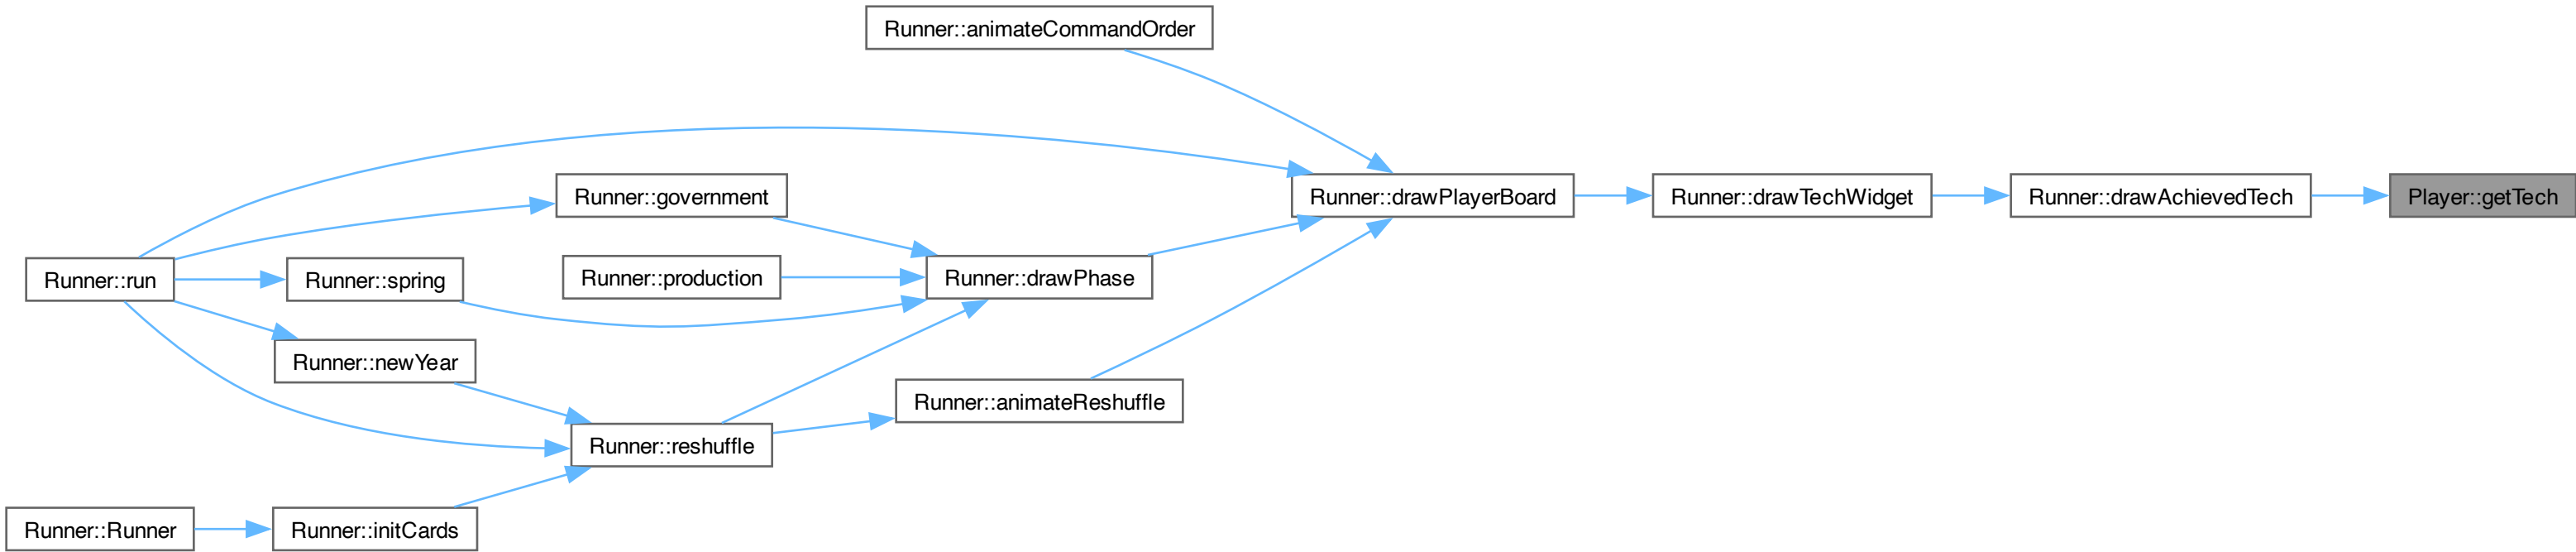 Runner::animateCommandOrder
Runner::government
Runner::drawPlayerBoard
Runner::drawTechWidget
Runner::drawAchievedTech
Player::getTech
Runner::run
Runner::spring
Runner::production
Runner::drawPhase
Runner::newYear
Runner::animateReshuffle
Runner::reshuffle
Runner::Runner
Runner::initCards